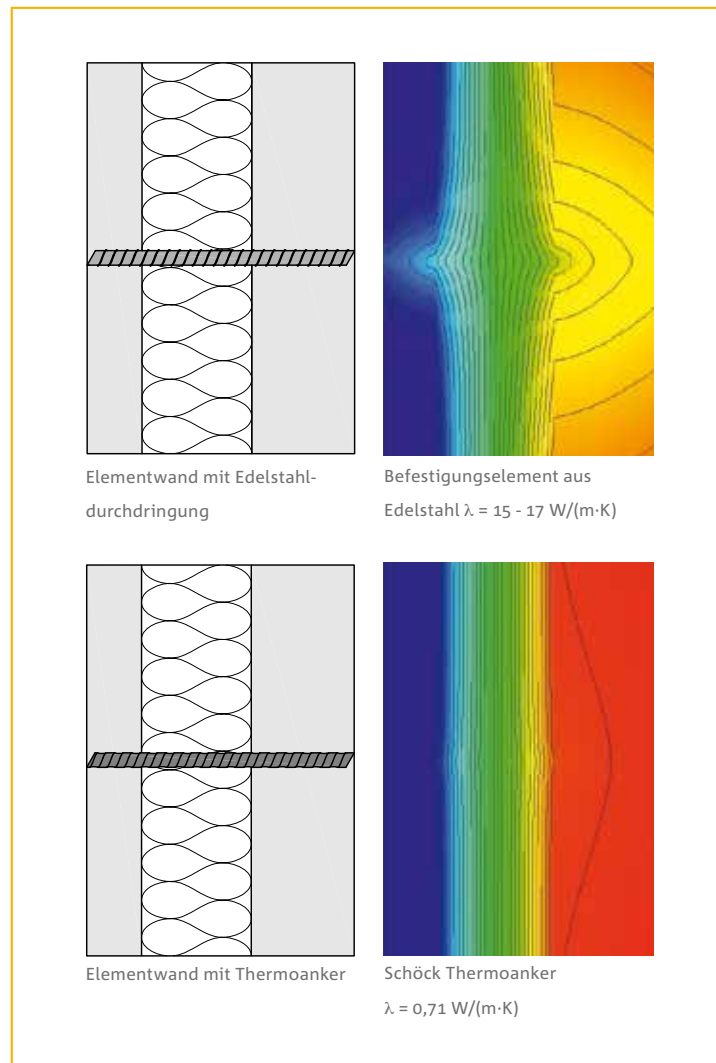 Elementwand mit Edelstahl-
durchdringung
Befestigungselement aus
Edelstahl λ = 15 - 17 W/(m·K)
Elementwand mit Thermoanker
Schöck Thermoanker
λ = 0,71 W/(m·K)